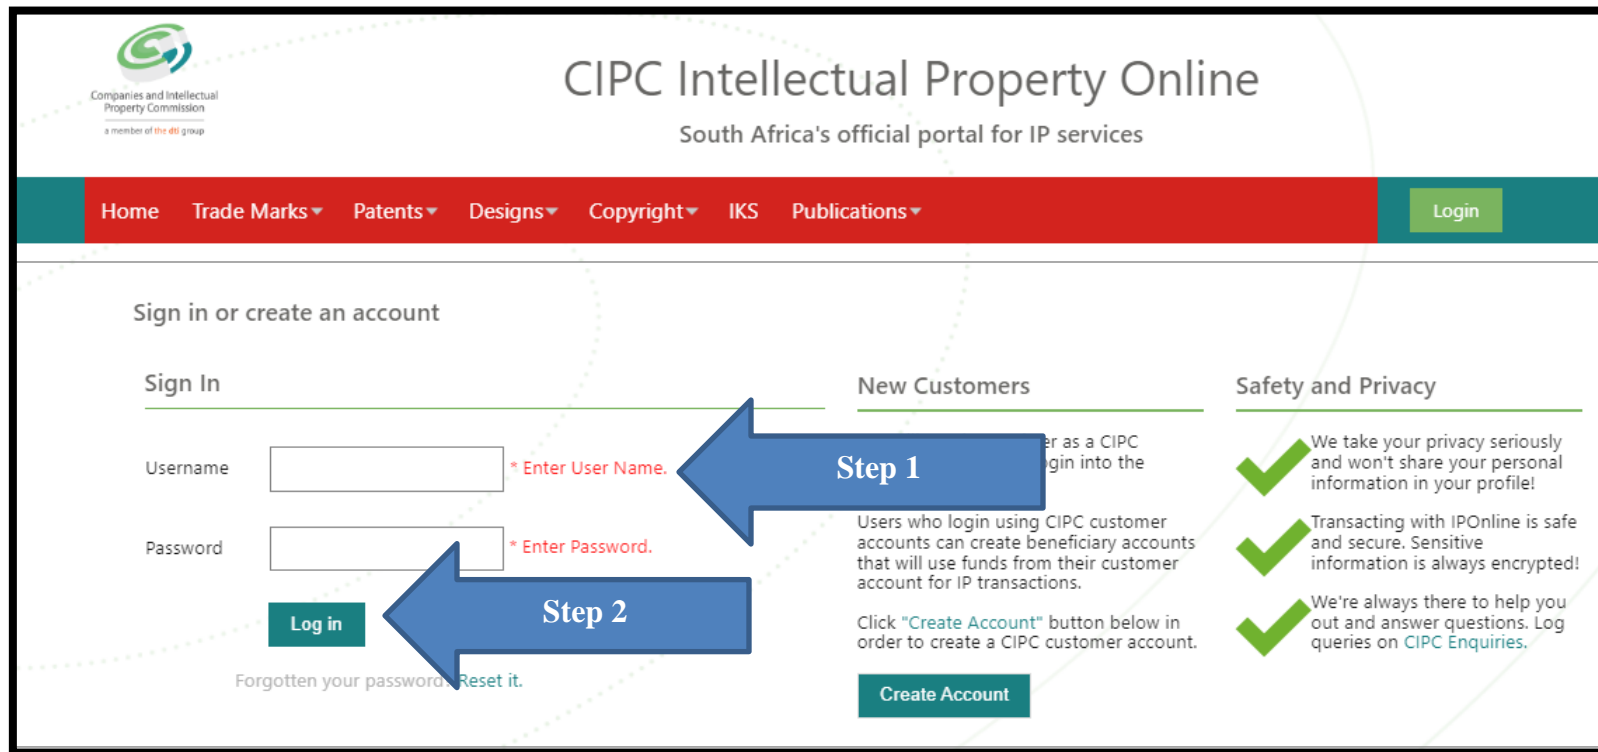 Companies and Intellectual
Property Commission
a member of the dti group
CIPC Intellectual Property Online
South Africa's official portal for IP services
Home Trade Marks Patents Designs Copyright IKS Publications Login
Sign in or create an account
Sign In
Username * Enter User Name.
Password * Enter Password.
Log in
Forgotten your password? Reset it.
Step 1
Step 2
New Customers
as a CIPC
into the
Users who login using CIPC customer
accounts can create beneficiary accounts
that will use funds from their customer
account for IP transactions.
Click "Create Account" button below in
order to create a CIPC customer account.
Create Account
Safety and Privacy
We take your privacy seriously
and won't share your personal
information in your profile!
Transacting with IPOnline is safe
and secure. Sensitive
information is always encrypted!
We're always there to help you
out and answer questions. Log
queries on CIPC Enquiries.